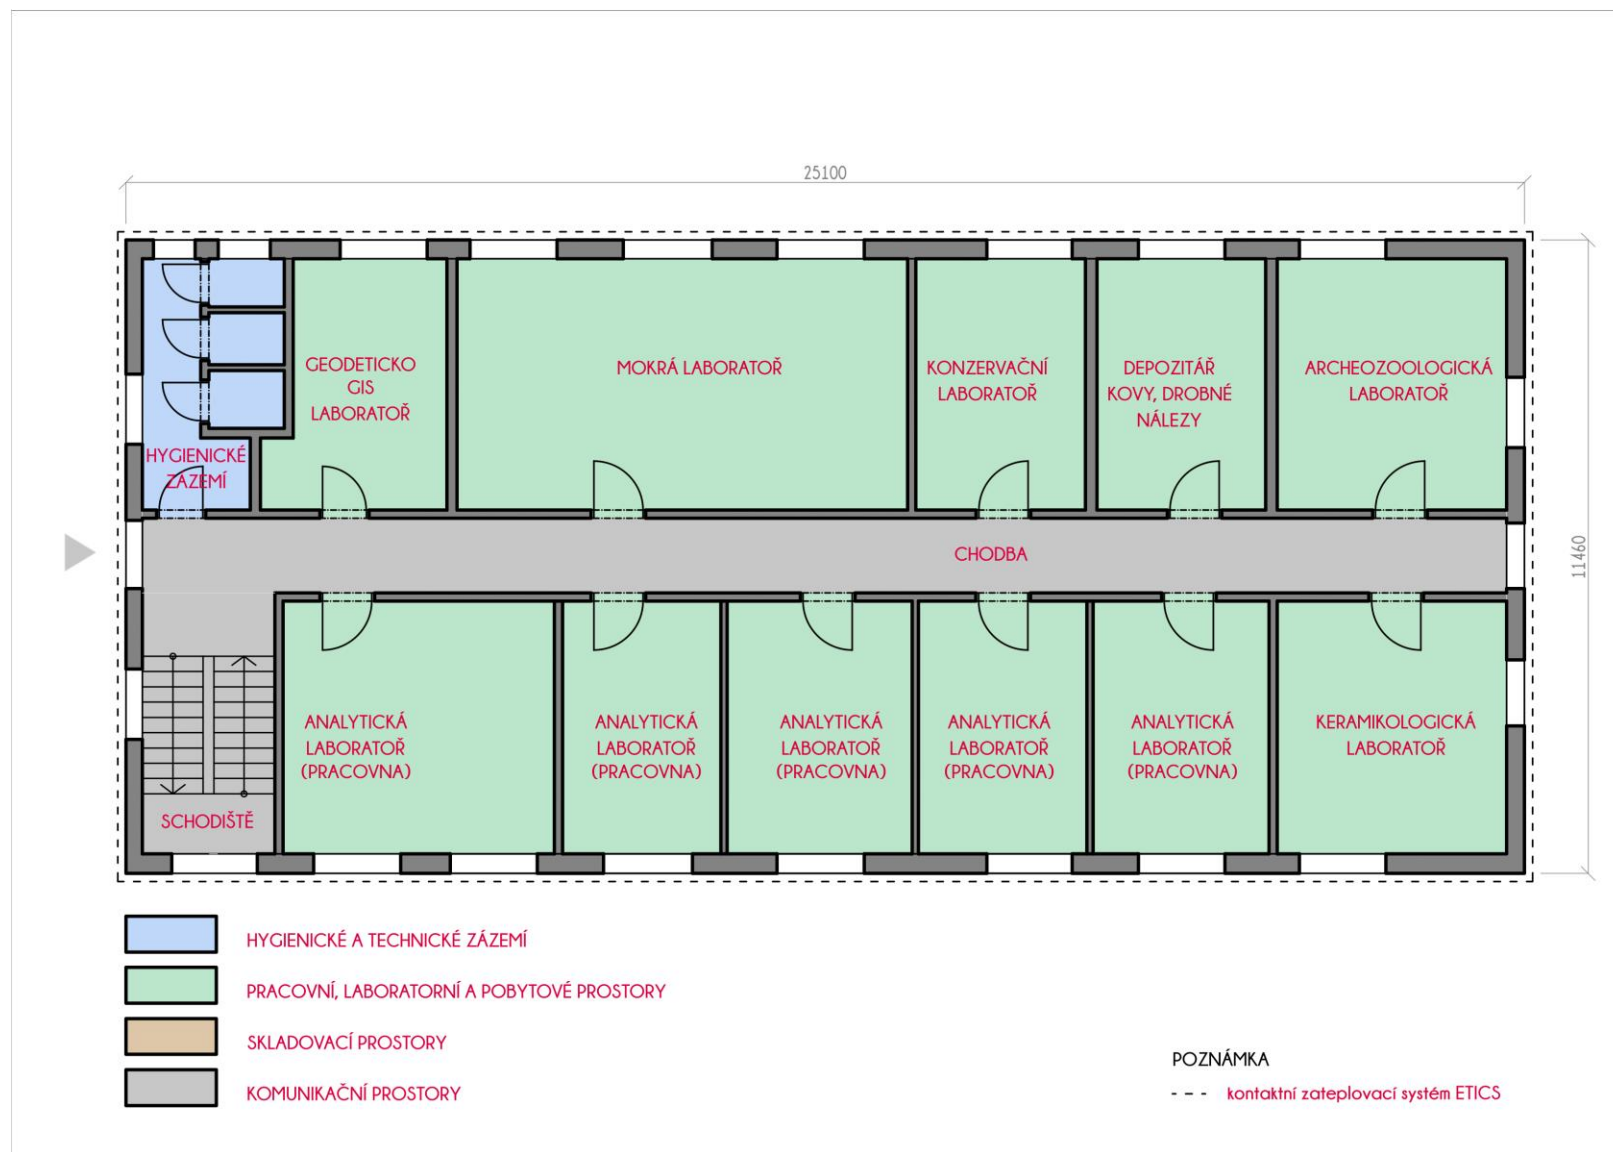 25100
GEODETICKO
GIS
LABORATOŘ
MOKRÁ LABORATOŘ
KONZERVAČNÍ
LABORATOŘ
DEPOZITÁŘ
KOVY, DROBNÉ
NÁLEZY
ARCHEOZOOLOGICKÁ
LABORATOŘ
HYGIENICKÉ
ZÁZEMÍ
CHODBA
11460
ANALYTICKÁ
LABORATOŘ
(PRACOVNA)
ANALYTICKÁ
LABORATOŘ
(PRACOVNA)
ANALYTICKÁ
LABORATOŘ
(PRACOVNA)
ANALYTICKÁ
LABORATOŘ
(PRACOVNA)
ANALYTICKÁ
LABORATOŘ
(PRACOVNA)
KERAMIKOLOGICKÁ
LABORATOŘ
SCHODIŠTĚ
HYGIENICKÉ A TECHNICKÉ ZÁZEMÍ
PRACOVNÍ, LABORATORNÍ A POBYTOVÉ PROSTORY
SKLADOVACÍ PROSTORY
KOMUNIKAČNÍ PROSTORY
POZNÁMKA
kontaktní zateplovací systém ETICS